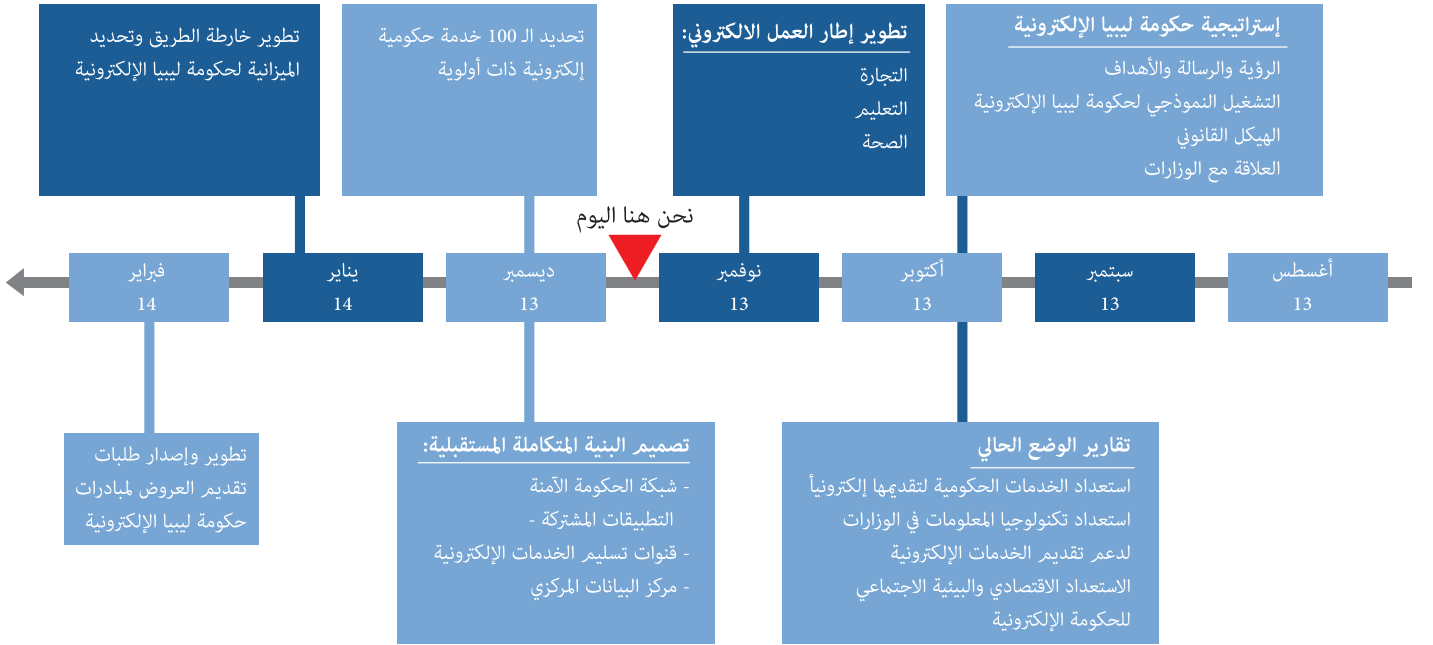 إستراتيجية حكومة ليبيا الإلكترونية
الرؤية والرسالة والأهداف
التشغيل النموذجي لحكومة ليبيا الإلكترونية
الهيكل القانوني
العلاقة مع الوزارات
تطوير إطار العمل الالكتروني:
التجارة
التعليم
الصحة
تحديد الـ 100 خدمة حكومية
إلكترونية ذات أولوية
تطوير خارطة الطريق وتحديد
الميزانية لحكومة ليبيا الإلكترونية
نحن هنا اليوم
أغسطس
13
سبتمبر
13
أكتوبر
13
نوفمبر
13
ديسمبر
13
يناير
14
فبراير
14
تقارير الوضع الحالي
استعداد الخدمات الحكومية لتقديمها إلكترونيأ
استعداد تكنولوجيا المعلومات في الوزارات
لدعم تقديم الخدمات الإلكترونية
الاستعداد الاقتصادي والبيئية الاجتماعي
للحكومة الإلكترونية
تصميم البنية المتكاملة المستقبلية:
- شبكة الحكومة الآمنة
التطبيقات المشتركة -
- قنوات تسليم الخدمات الإلكترونية
- مركز البيانات المركزي
تطوير وإصدار طلبات
تقديم العروض لمبادرات
حكومة ليبيا الإلكترونية